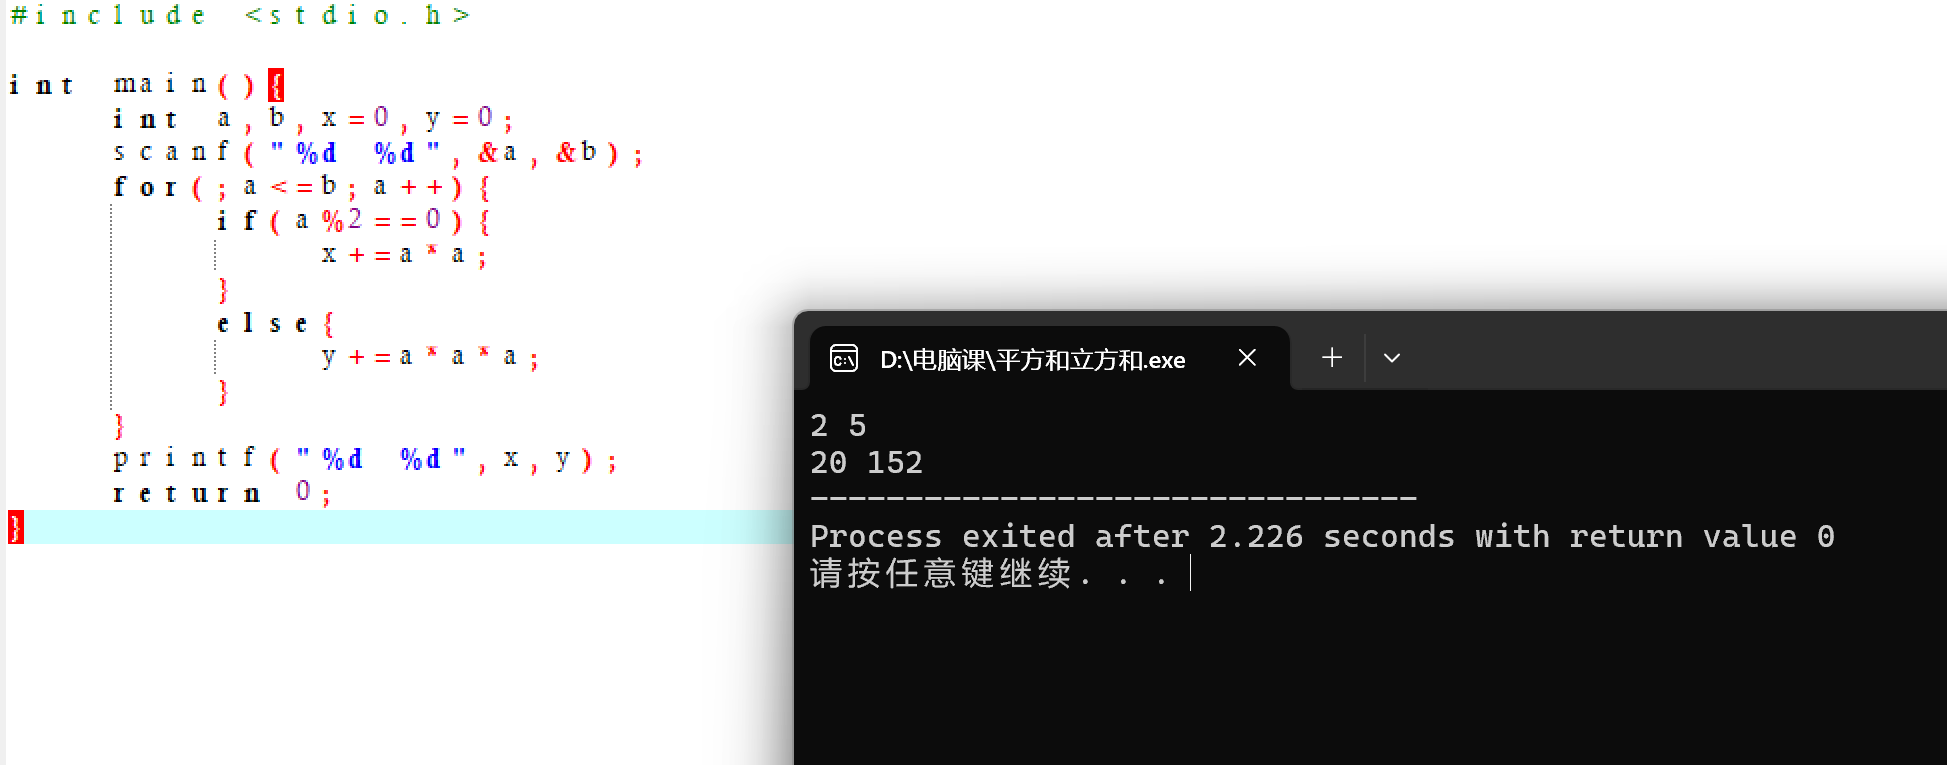 #include <stdio.h>
int main(){
int a,b,x=0,y=0;
scanf("%d %d",&a,&b);
for(;a<=b;a++){
if(a%2==0){
x+=a*a;
}
else{
y+=a*a*a;
}
}
printf("%d %d",x,y);
return 0;
}
D:\电脑课\平方和立方和.exe
2 5
20 152
--------------------------------
Process exited after 2.226 seconds with return value 0
请按任意键继续. . .